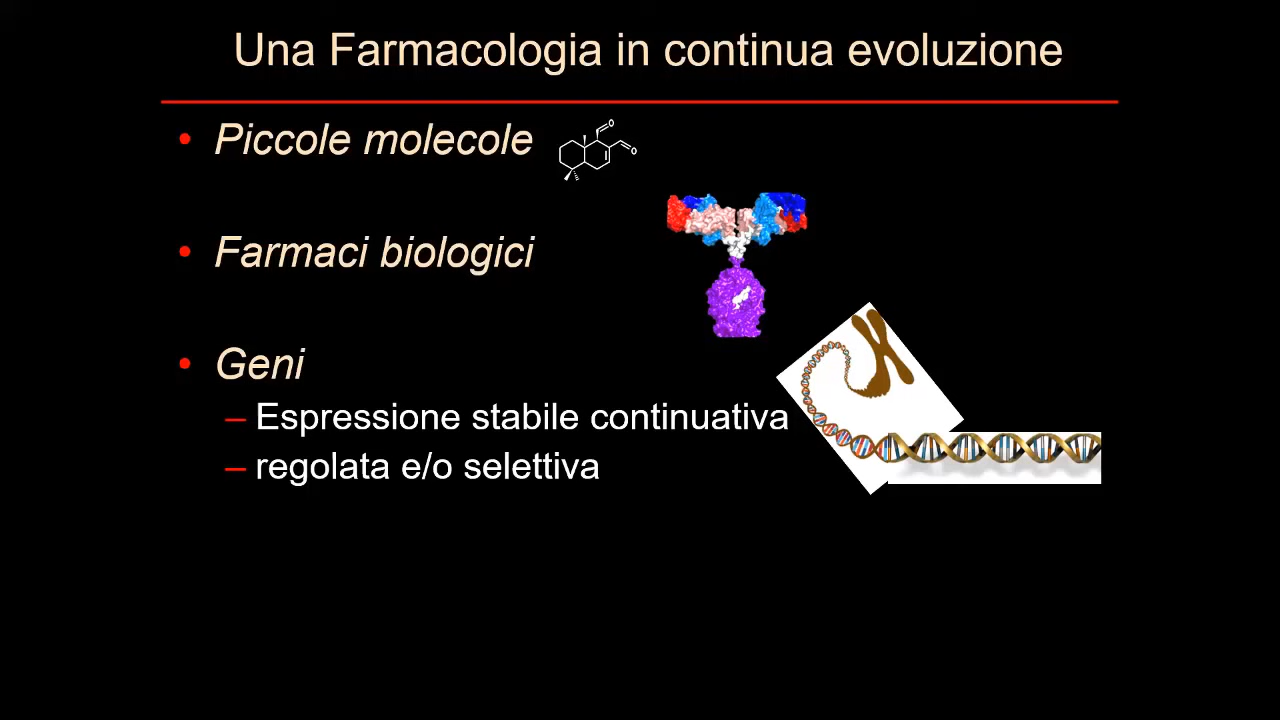 Una Farmacologia in continua evoluzione
• Piccole molecole
O
O
• Farmaci biologici
• Geni
– Espressione stabile continuativa
– regolata e/o selettiva